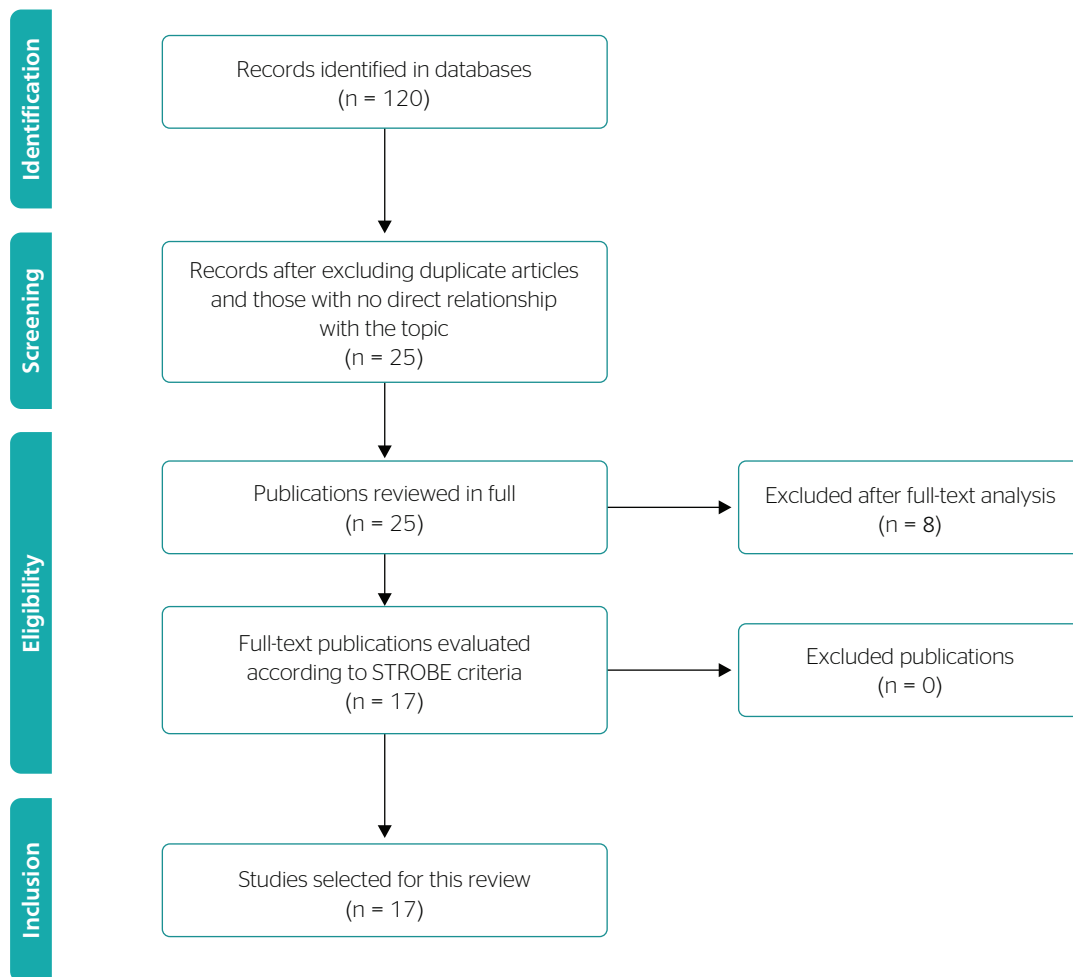 Identification
Records identified in databases
(n = 120)
Screening
Records after excluding duplicate articles
and those with no direct relationship
with the topic
(n = 25)
Eligibility
Publications reviewed in full
(n = 25)
Excluded after full-text analysis
(n = 8)
Full-text publications evaluated
according to STROBE criteria
(n = 17)
Excluded publications
(n = 0)
Inclusion
Studies selected for this review
(n = 17)